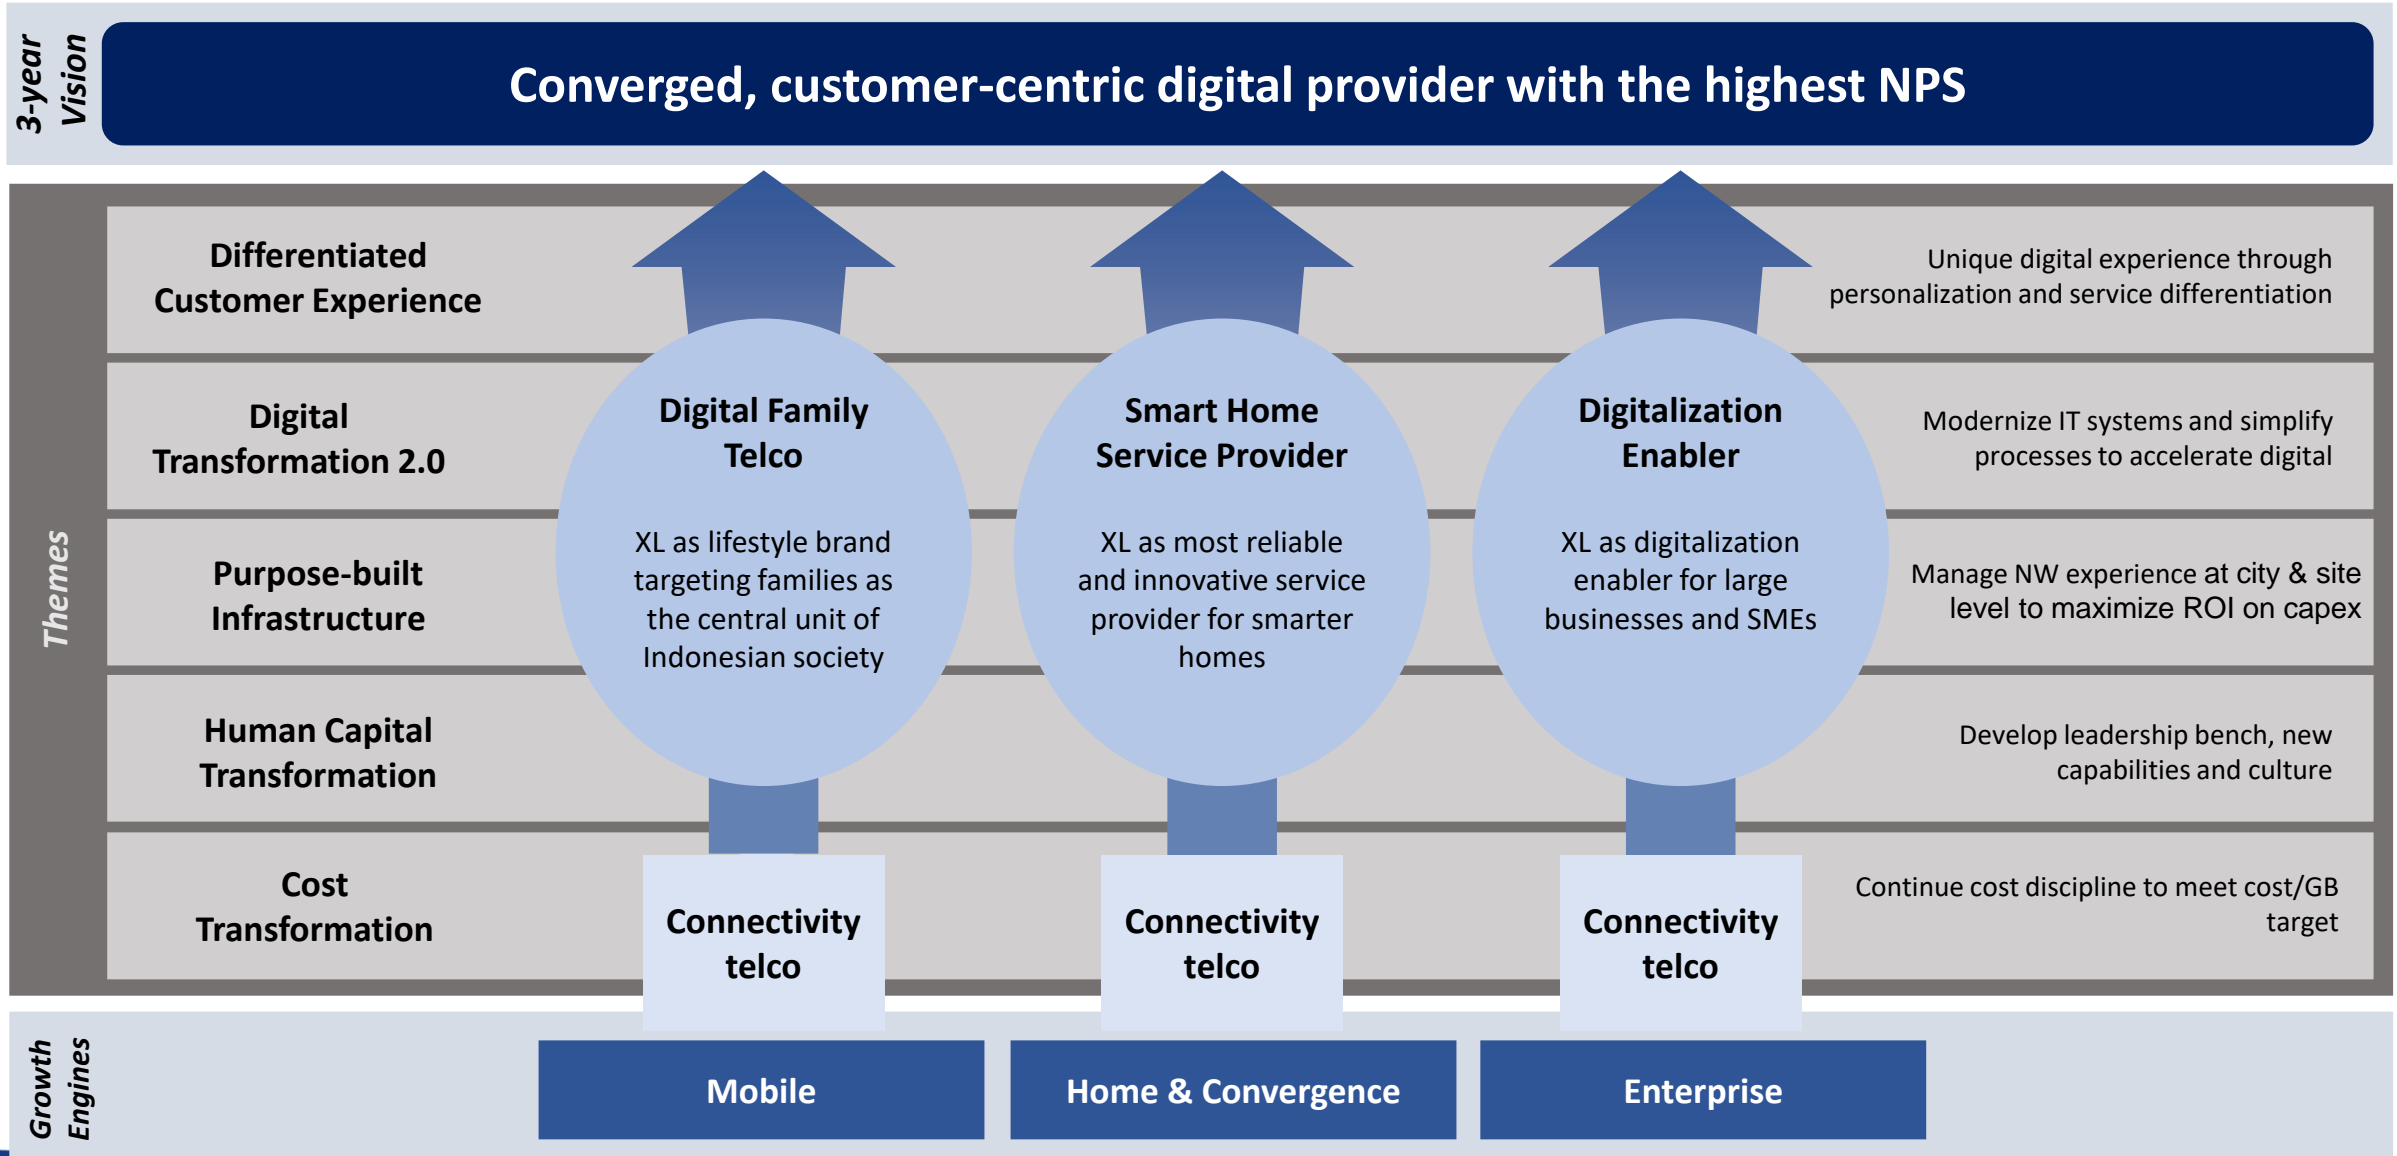 3-year
Vision
Converged, customer-centric digital provider with the highest NPS
Themes
Differentiated
Customer Experience
Unique digital experience through
personalization and service differentiation
Digital
Transformation 2.0
Modernize IT systems and simplify
processes to accelerate digital
Purpose-built
Infrastructure
Manage NW experience at city & site
level to maximize ROI on capex
Human Capital
Transformation
Develop leadership bench, new
capabilities and culture
Cost
Transformation
Continue cost discipline to meet cost/GB
target
Digital Family
Telco
XL as lifestyle brand
targeting families as
the central unit of
Indonesian society
Smart Home
Service Provider
XL as most reliable
and innovative service
provider for smarter
homes
Digitalization
Enabler
XL as digitalization
enabler for large
businesses and SMEs
Connectivity
telco
Connectivity
telco
Connectivity
telco
Growth
Engines
Mobile
Home & Convergence
Enterprise